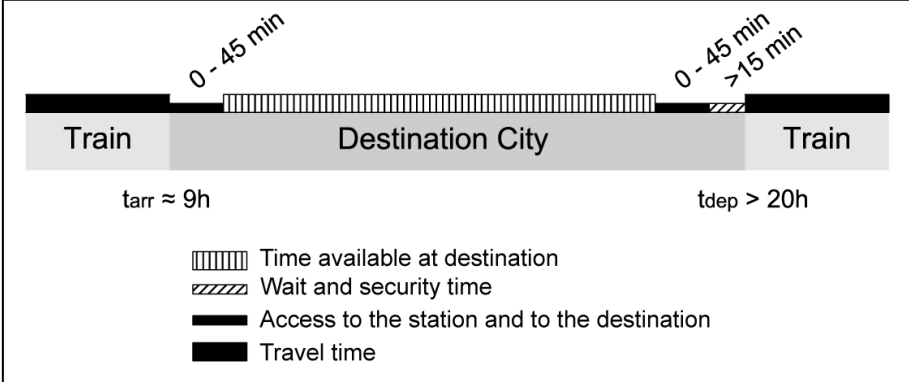 0 - 45 min
0 - 45 min
>15 min
Train
Destination City
Train
tarr ≈ 9h
tdep > 20h
Time available at destination
Wait and security time
Access to the station and to the destination
Travel time